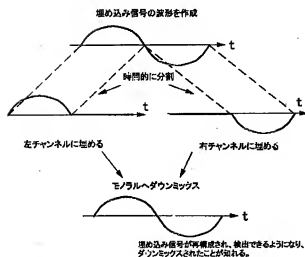 埋め込み信号の波形を作成
t
時間的に分割
t
t
左チャンネルに埋める
右チャンネルに埋める
モノラルへダウンミックス
t
埋め込み信号が再構成され、検出できるようになり、
ダウンミックスされたことが知れる。